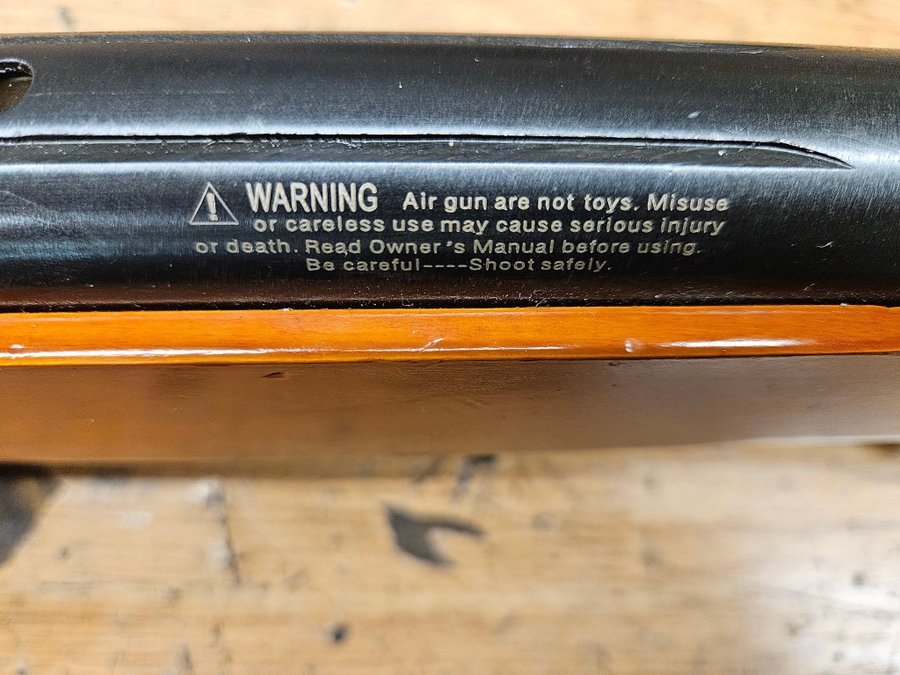 WARNING Air gun are not toys. Misuse
or careless use may cause serious injury
or death. Read Owner's Manual before using.
Be careful----Shoot safely.